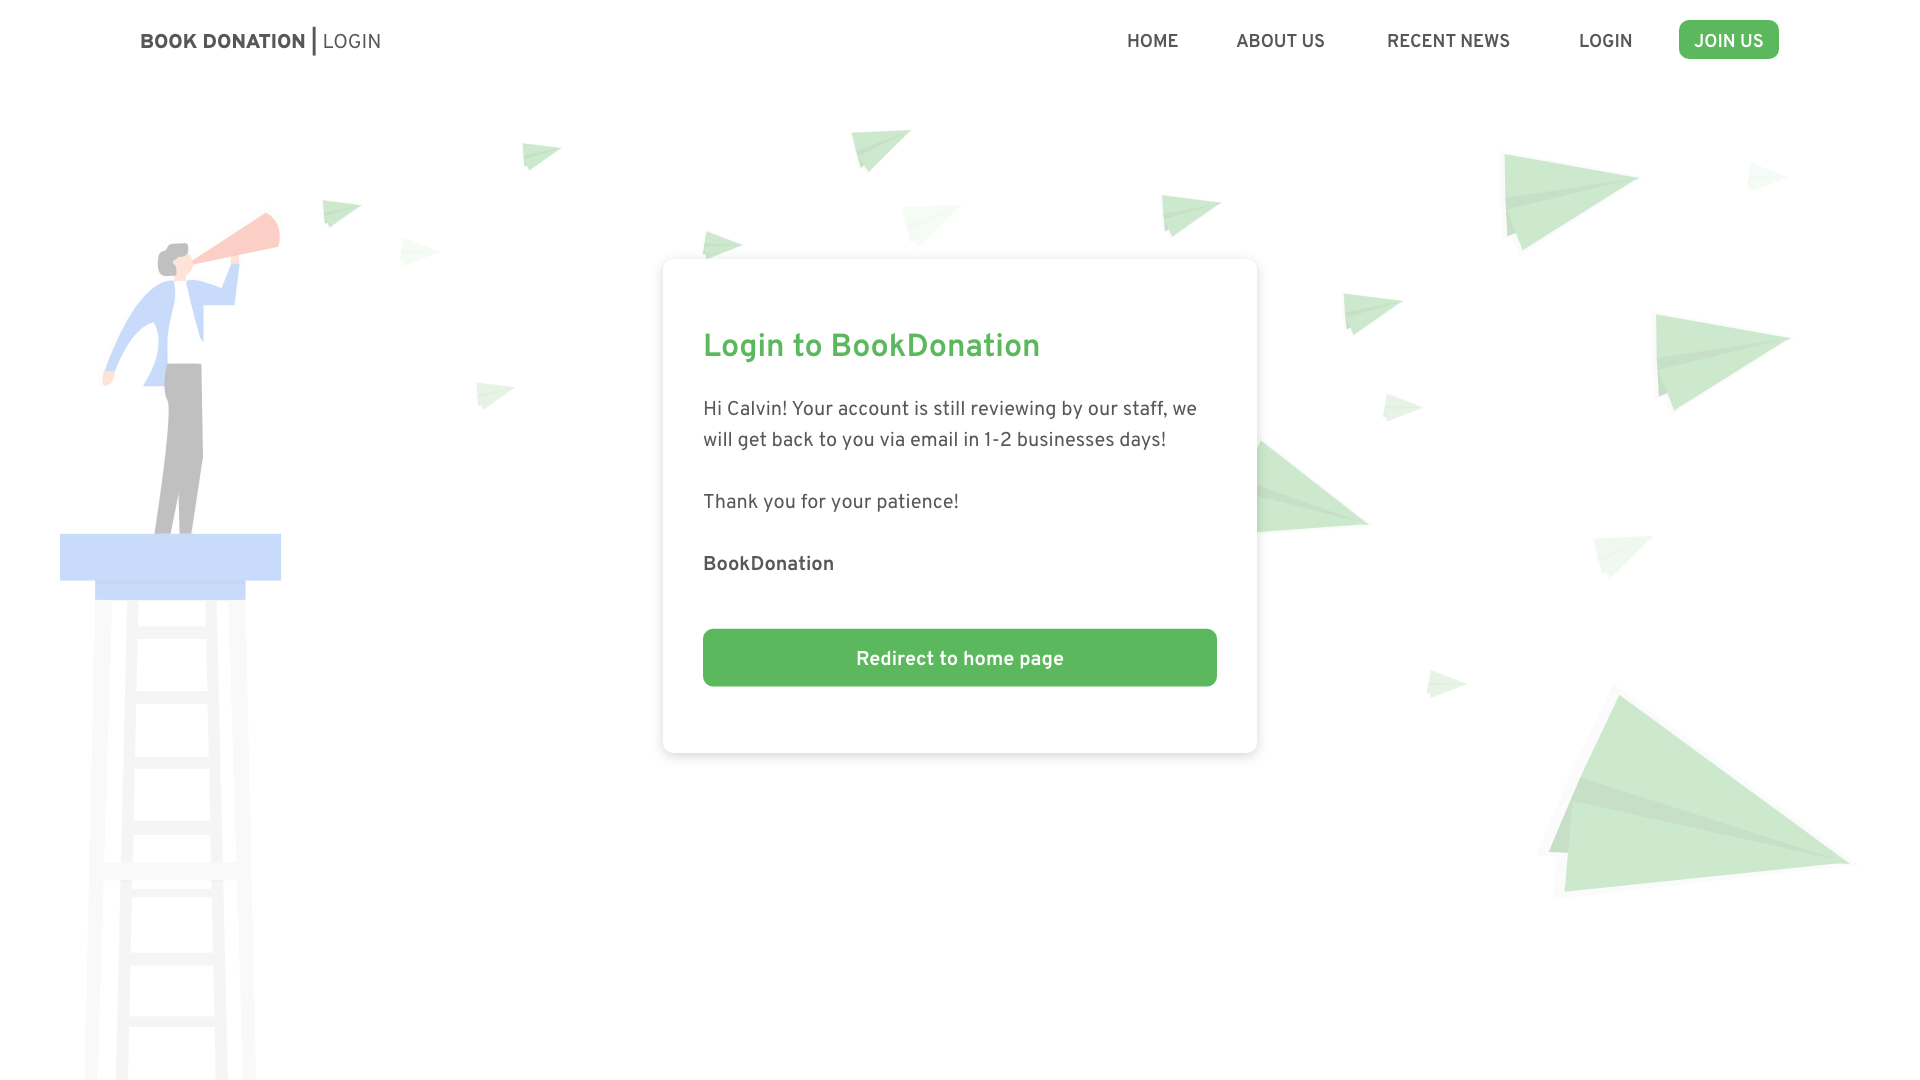 BOOK DONATION | LOGIN
HOME ABOUT US RECENT NEWS LOGIN JOIN US
Login to BookDonation
Hi Calvin! Your account is still reviewing by our staff, we
will get back to you via email in 1-2 businesses days!
Thank you for your patience!
BookDonation
Redirect to home page